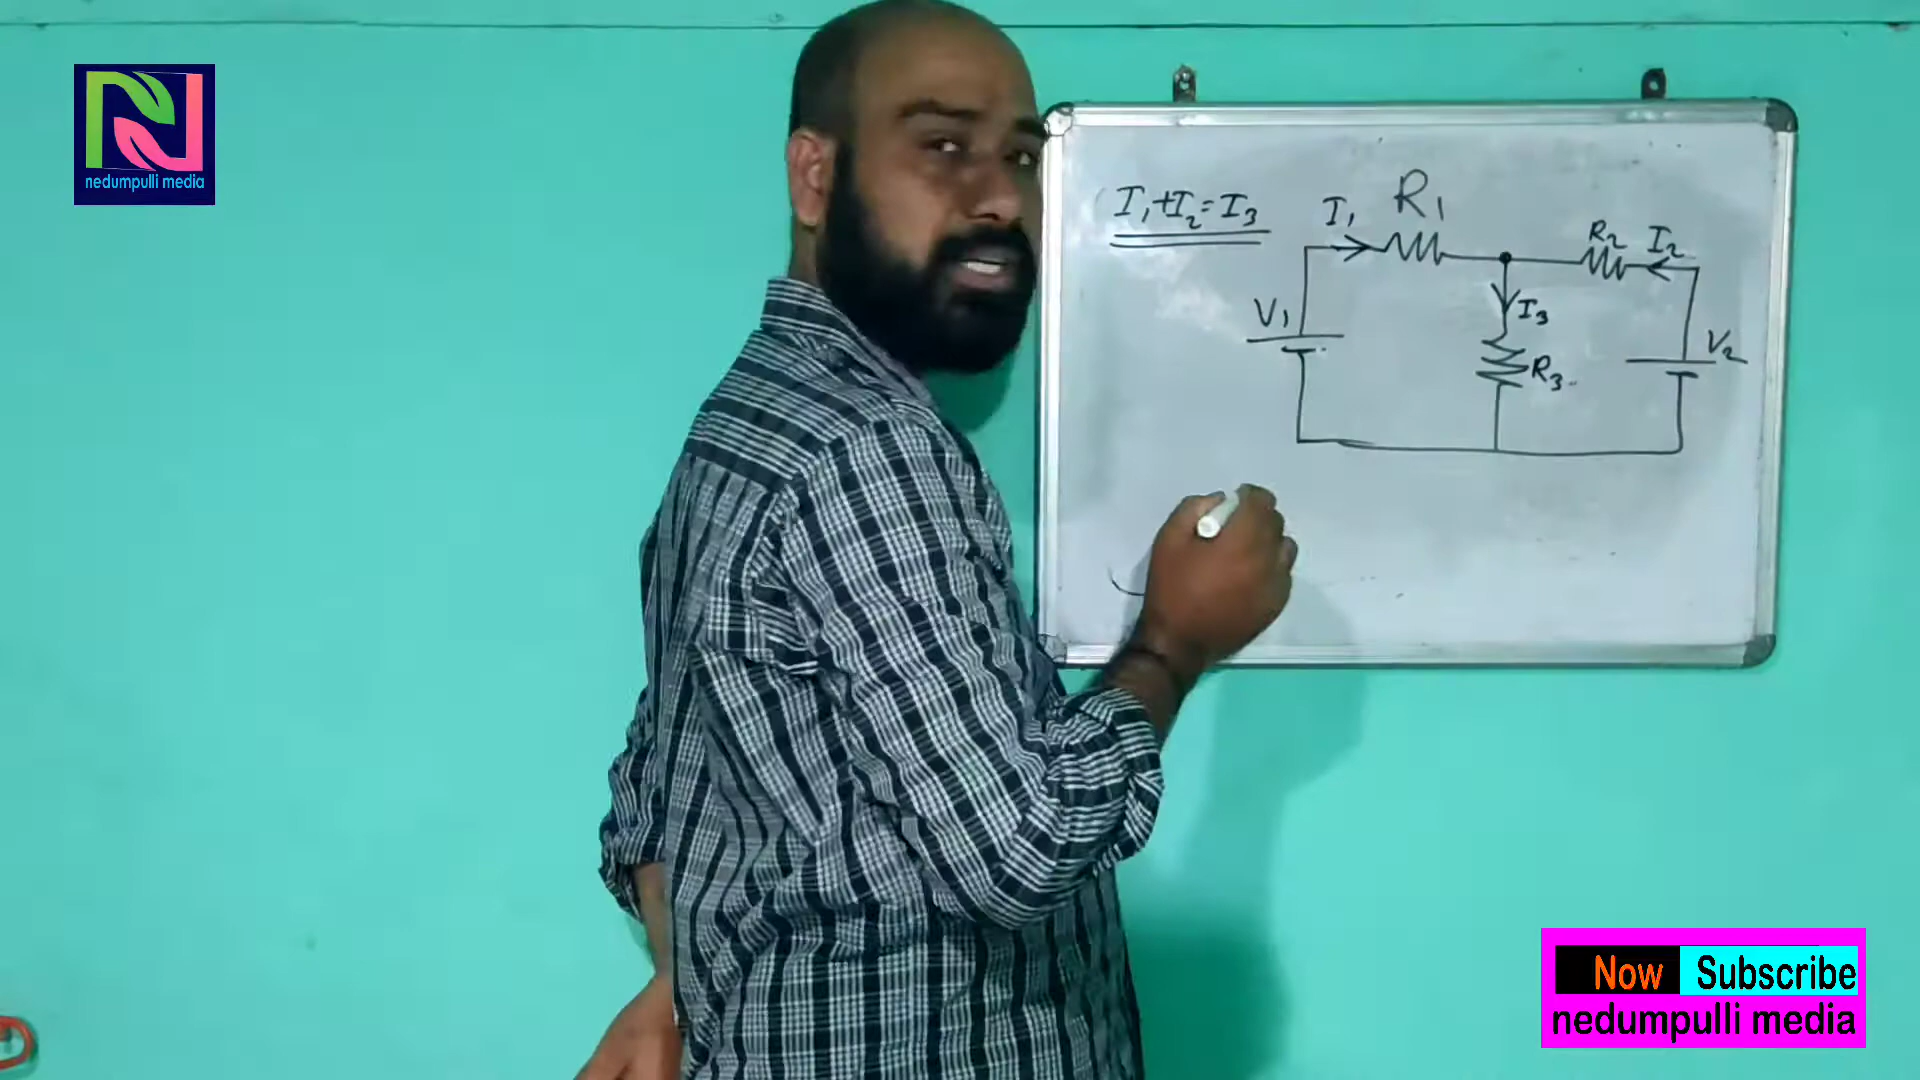 nedumpulli media
I₁+I₂=I₃
I₁
R₁
R₂
I₂
V₁
I₃
R₃
V₂
Now Subscribe
nedumpulli media